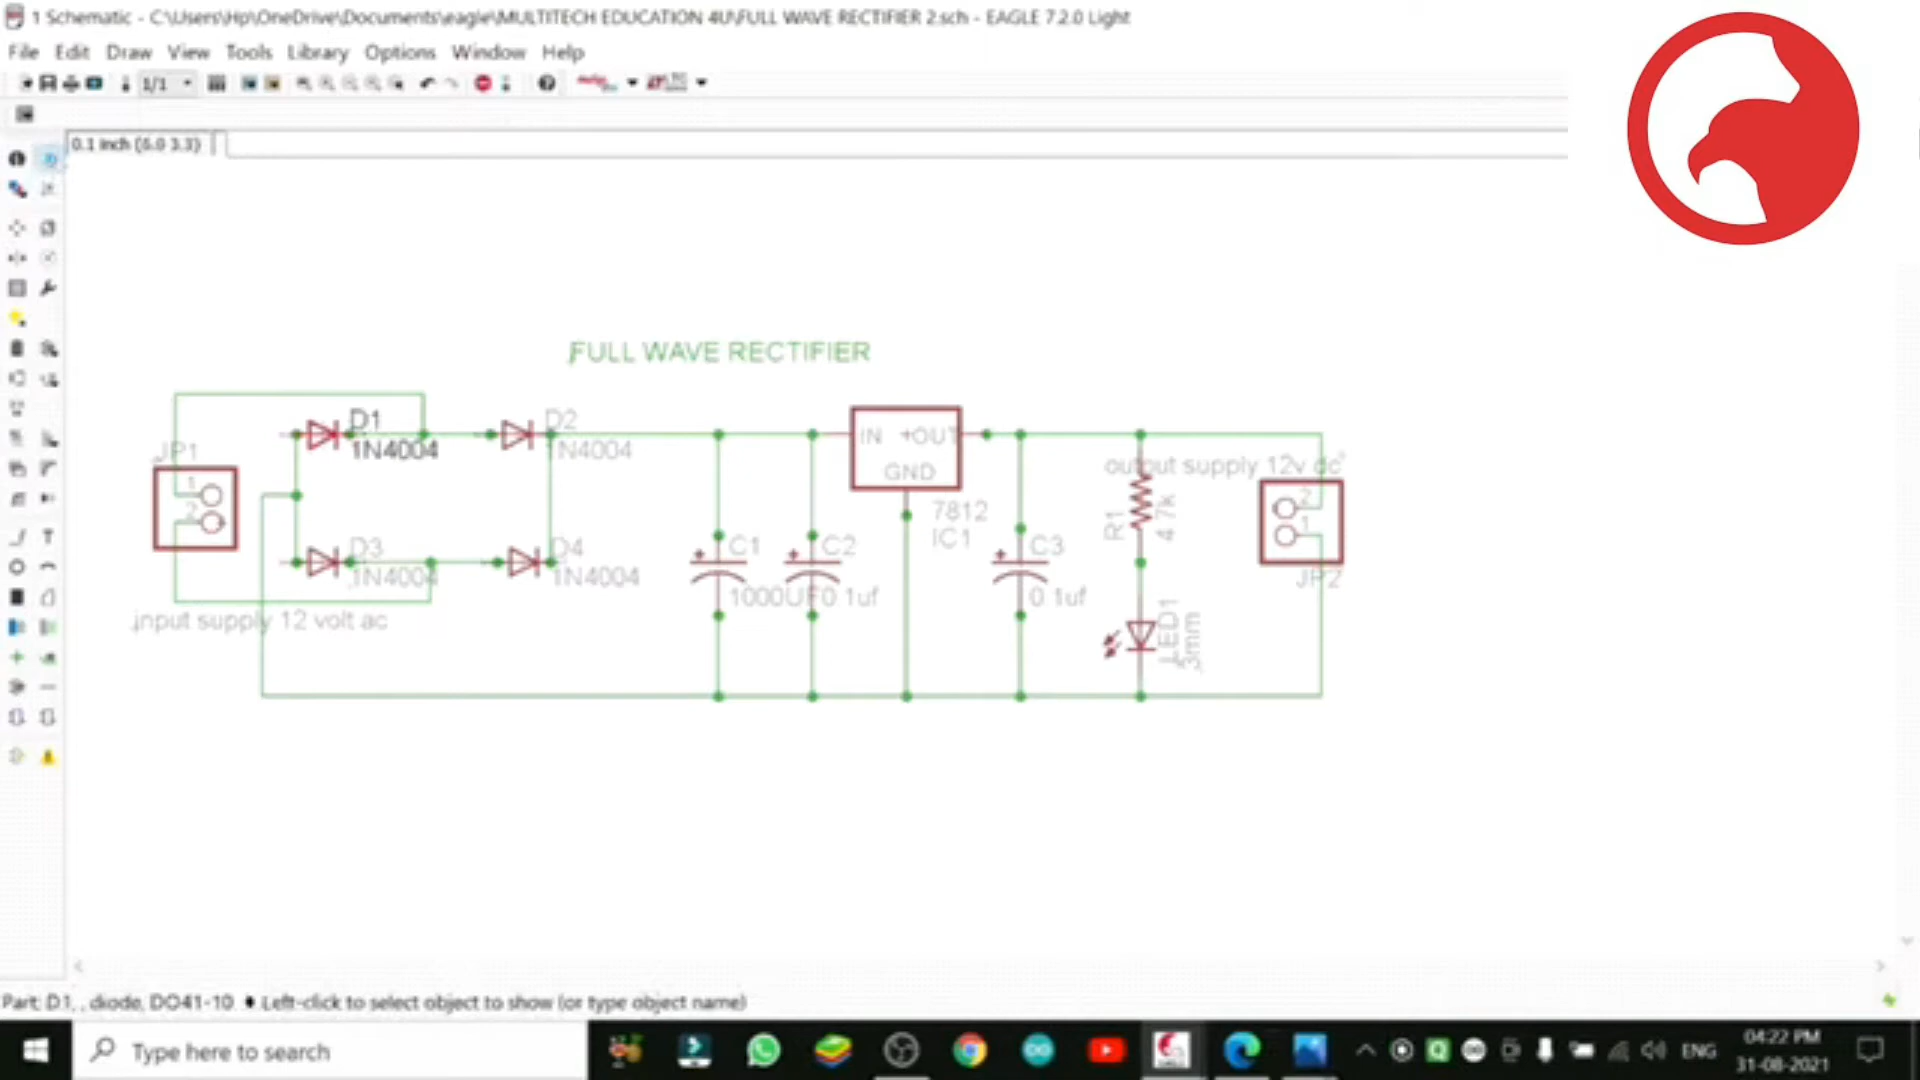 1 Schematic - C:\Users\Hp\OneDrive\Documents\eagle\MULTITECH EDUCATION 4U\FULL WAVE RECTIFIER 2.sch - EAGLE 7.2.0 Light
File Edit Draw View Tools Library Options Window Help
1/1
0.1 inch (6.0 3.3)
FULL WAVE RECTIFIER
D1
1N4004
D2
1N4004
JP1
1
2
D3
1N4004
D4
1N4004
input supply 12 volt ac
C1
1000UF
C2
0.1uf
IN +OUT
GND
7812
IC1
C3
0.1uf
output supply 12v dc
R1
4.7k
LED1
3mm
2
1
JP2
Part: D1, , diode, DO41-10 ♦ Left-click to select object to show (or type object name)
Type here to search
ENG
04:22 PM
31-08-2021